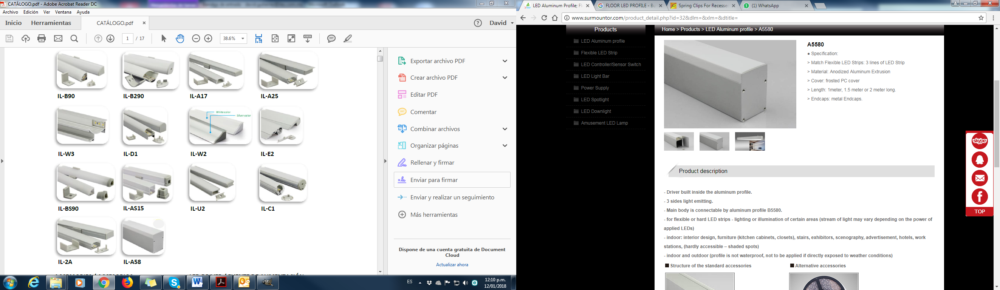 CATÁLOGO.pdf - Adobe Acrobat Reader DC
Archivo Edición Ver Ventana Ayuda
Inicio Herramientas CATÁLOGO.pdf × ? David
1 / 17 38.6%
IL-B90 IL-B290 IL-A17 IL-A25
White color
Silver color
IL-W3 IL-D1 IL-W2 IL-E2
IL-BS90 IL-AS15 IL-U2 IL-C1
IL-2A IL-A58
Exportar archivo PDF
Crear archivo PDF
Editar PDF
Comentar
Combinar archivos
Organizar páginas
Rellenar y firmar
Enviar para firmar
Enviar y realizar un seguimiento
Más herramientas
Dispone de una cuenta gratuita de Document
Cloud
Actualizar ahora
ES 12:10 p.m.
12/01/2018
LED Aluminum Profile; Fl × FLOOR LED PROFILE - Bu × Spring Clips For Recesse × (1) WhatsApp ×
www.surmountor.com/product_detail.php?id=32&dlm=&xlm=&dtitle=
Products
LED Aluminum profile
Flexible LED Strip
LED Controller/Sensor Switch
LED Light Bar
Power Supply
LED Spotlight
LED Downlight
Amusement LED Lamp
Home > Products > LED Aluminum profile > A5580
A5580
● Specification:
> Match Flexible LED Strips: 3 lines of LED Strip
> Material: Anodized Aluminum Extrusion
> Cover: frosted PC cover
> Length: 1meter, 1.5 meter or 2 meter long.
> Endcaps: metal Endcaps.
Product description
- Driver built inside the aluminum profile.
- 3 sides light emitting.
- Main body is connectable by aluminum profile B5580.
- for flexible or hard LED strips - lighting or illumination of certain areas (stream of light may vary depending on the power of
applied LEDs)
- indoor: interior design, furniture (kitchen cabinets, closets), stairs, exhibitors, scenography, advertisement, hotels, work
stations, (hardly accessible – shaded spots)
- indoor and outdoor (profile is not waterproof, not to be applied if directly exposed to weather conditions)
■ Structure of the standard accessories ■ Alternative accessories
skype
TOP